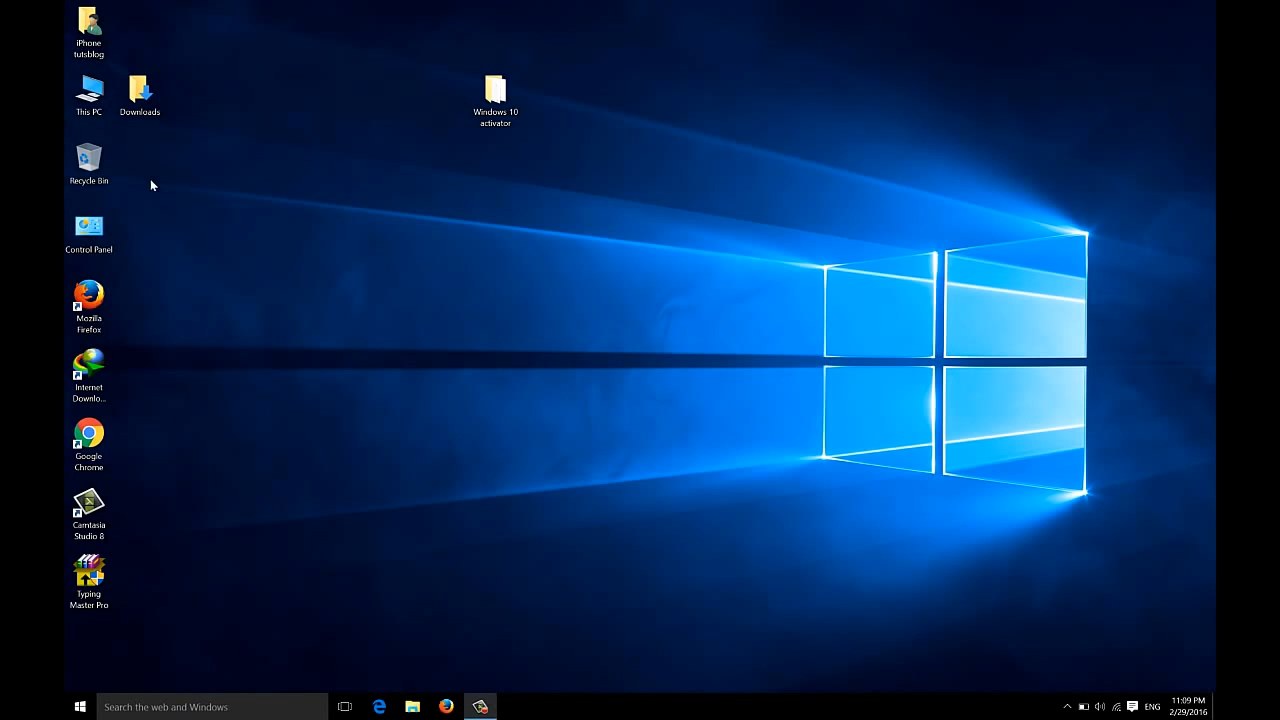 iPhone
tutsblog
This PC
Downloads
Windows 10
activator
Recycle Bin
Control Panel
Mozilla
Firefox
Internet
Downlo...
Google
Chrome
Camtasia
Studio 8
Typing
Master Pro
Search the web and Windows
ENG
11:09 PM
2/29/2016